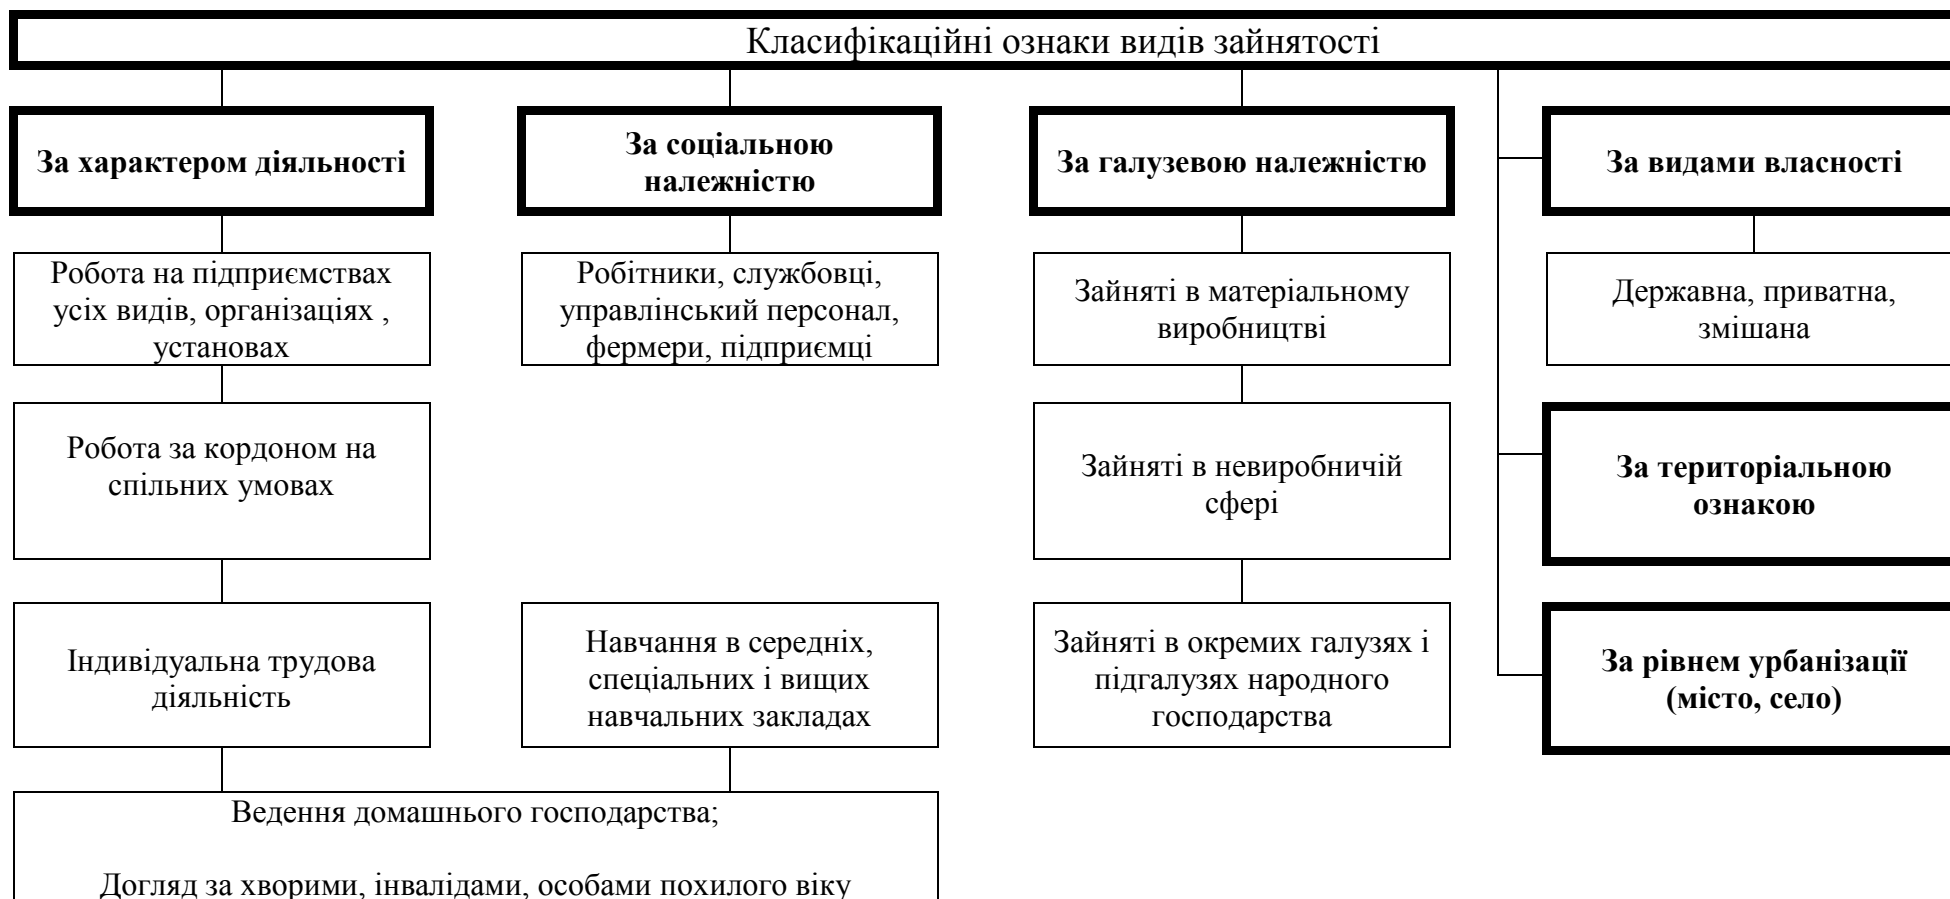 Класифікаційні ознаки видів зайнятості
За характером діяльності
За соціальною
належністю
За галузевою належністю
За видами власності
Робота на підприємствах
усіх видів, організаціях ,
установах
Робітники, службовці,
управлінський персонал,
фермери, підприємці
Зайняті в матеріальному
виробництві
Державна, приватна,
змішана
Робота за кордоном на
спільних умовах
Зайняті в невиробничій
сфері
За територіальною
ознакою
Індивідуальна трудова
діяльність
Навчання в середніх,
спеціальних і вищих
навчальних закладах
Зайняті в окремих галузях і
підгалузях народного
господарства
За рівнем урбанізації
(місто, село)
Ведення домашнього господарства;
Догляд за хворими, інвалідами, особами похилого віку